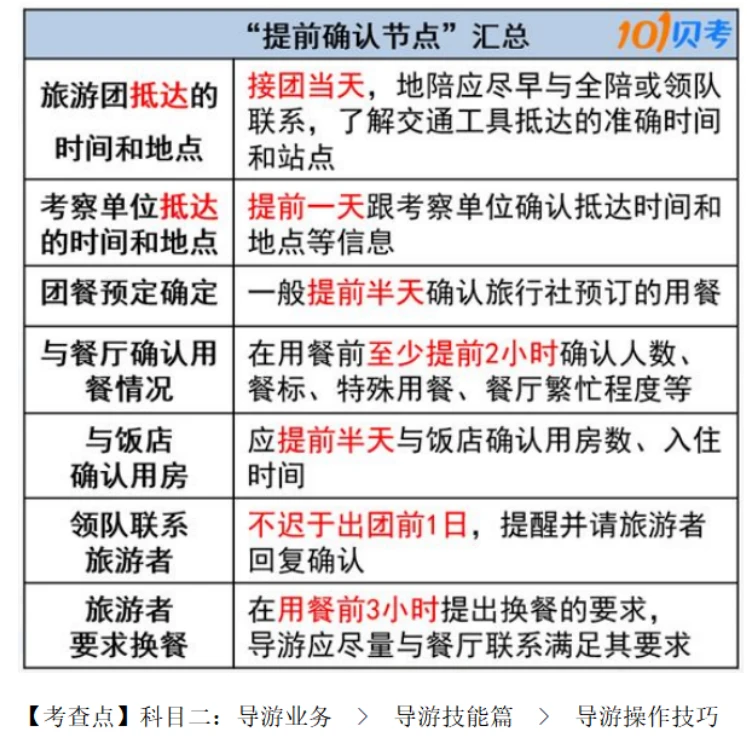 “提前确认节点”汇总
101贝考
旅游团抵达的
时间和地点
接团当天，地陪应尽早与全陪或领队
联系，了解交通工具抵达的准确时间
和站点
考察单位抵达
的时间和地点
提前一天跟考察单位确认抵达时间和
地点等信息
团餐预定确定
一般提前半天确认旅行社预订的用餐
与餐厅确认用
餐情况
在用餐前至少提前2小时确认人数、
餐标、特殊用餐、餐厅繁忙程度等
与饭店
确认用房
应提前半天与饭店确认用房数、入住
时间
领队联系
旅游者
不迟于出团前1日，提醒并请旅游者
回复确认
旅游者
要求换餐
在用餐前3小时提出换餐的要求，
导游应尽量与餐厅联系满足其要求
【考查点】科目二：导游业务 > 导游技能篇 > 导游操作技巧